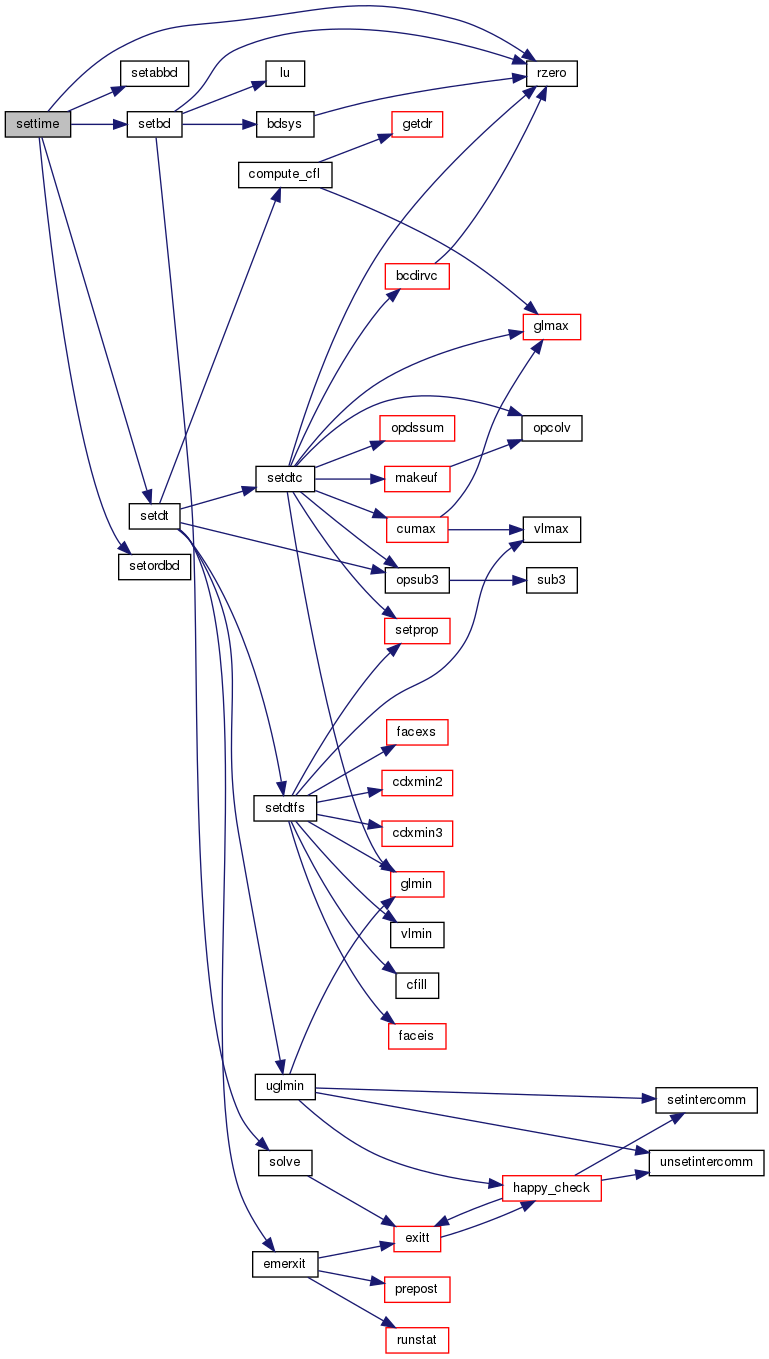 rzero
setabbd
lu
settime
setbd
bdsys
getdr
compute_cfl
bcdirvc
glmax
opdssum
opcolv
setdtc
makeuf
setdt
cumax
vlmax
setordbd
opsub3
sub3
setprop
facexs
cdxmin2
setdtfs
cdxmin3
glmin
vlmin
cfill
faceis
uglmin
setintercomm
solve
unsetintercomm
happy_check
exitt
emerxit
prepost
runstat